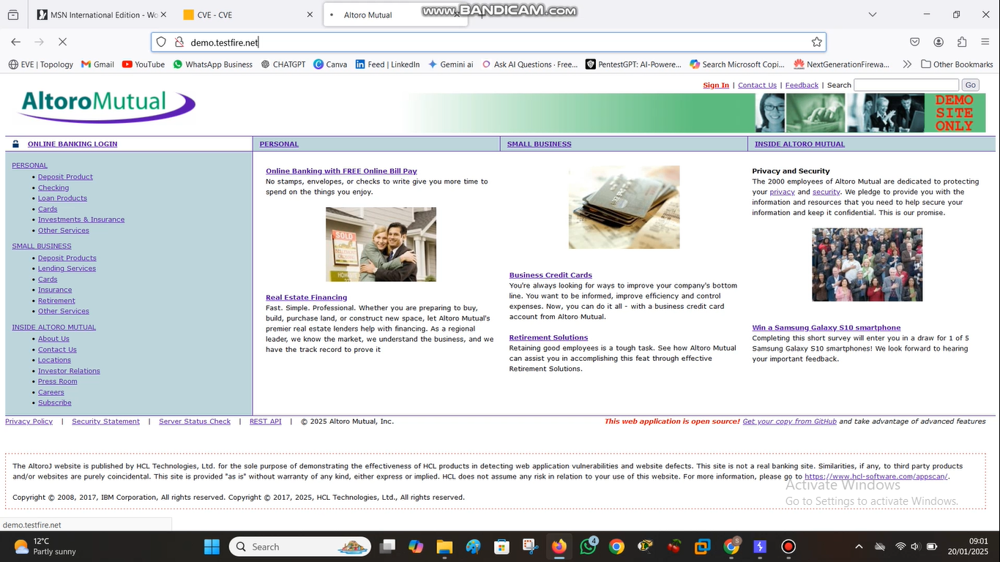 MSN International Edition - Wo
CVE - CVE
Altoro Mutual
www.BANDICAM.com
demo.testfire.net
EVE | Topology
Gmail
YouTube
WhatsApp Business
CHATGPT
Canva
Feed | LinkedIn
Gemini ai
Ask AI Questions · Free...
PentestGPT: AI-Powere...
Search Microsoft Copi...
NextGenerationFirewa...
Other Bookmarks
AltoroMutual
Sign In | Contact Us | Feedback | Search
Go
DEMO
SITE
ONLY
ONLINE BANKING LOGIN
PERSONAL
SMALL BUSINESS
INSIDE ALTORO MUTUAL
PERSONAL
Deposit Product
Checking
Loan Products
Cards
Investments & Insurance
Other Services
SMALL BUSINESS
Deposit Products
Lending Services
Cards
Insurance
Retirement
Other Services
INSIDE ALTORO MUTUAL
About Us
Contact Us
Locations
Investor Relations
Press Room
Careers
Subscribe
Online Banking with FREE Online Bill Pay
No stamps, envelopes, or checks to write give you more time to
spend on the things you enjoy.
SOLD
Real Estate Financing
Fast. Simple. Professional. Whether you are preparing to buy,
build, purchase land, or construct new space, let Altoro Mutual's
premier real estate lenders help with financing. As a regional
leader, we know the market, we understand the business, and we
have the track record to prove it
Business Credit Cards
You're always looking for ways to improve your company's bottom
line. You want to be informed, improve efficiency and control
expenses. Now, you can do it all - with a business credit card
account from Altoro Mutual.
Retirement Solutions
Retaining good employees is a tough task. See how Altoro Mutual
can assist you in accomplishing this feat through effective
Retirement Solutions.
Privacy and Security
The 2000 employees of Altoro Mutual are dedicated to protecting
your privacy and security. We pledge to provide you with the
information and resources that you need to help secure your
information and keep it confidential. This is our promise.
Win a Samsung Galaxy S10 smartphone
Completing this short survey will enter you in a draw for 1 of 5
Samsung Galaxy S10 smartphones! We look forward to hearing
your important feedback.
Privacy Policy | Security Statement | Server Status Check | REST API | © 2025 Altoro Mutual, Inc.
This web application is open source! Get your copy from GitHub and take advantage of advanced features
The AltoroJ website is published by HCL Technologies, Ltd. for the sole purpose of demonstrating the effectiveness of HCL products in detecting web application vulnerabilities and website defects. This site is not a real banking site. Similarities, if any, to third party products
and/or websites are purely coincidental. This site is provided "as is" without warranty of any kind, either express or implied. HCL does not assume any risk in relation to your use of this website. For more information, please go to https://www.hcl-software.com/appscan/.
Copyright © 2008, 2017, IBM Corporation, All rights reserved. Copyright © 2017, 2025, HCL Technologies, Ltd., All rights reserved.
Activate Windows
Go to Settings to activate Windows.
demo.testfire.net
12°C
Partly sunny
Search
4
S
09:01
20/01/2025